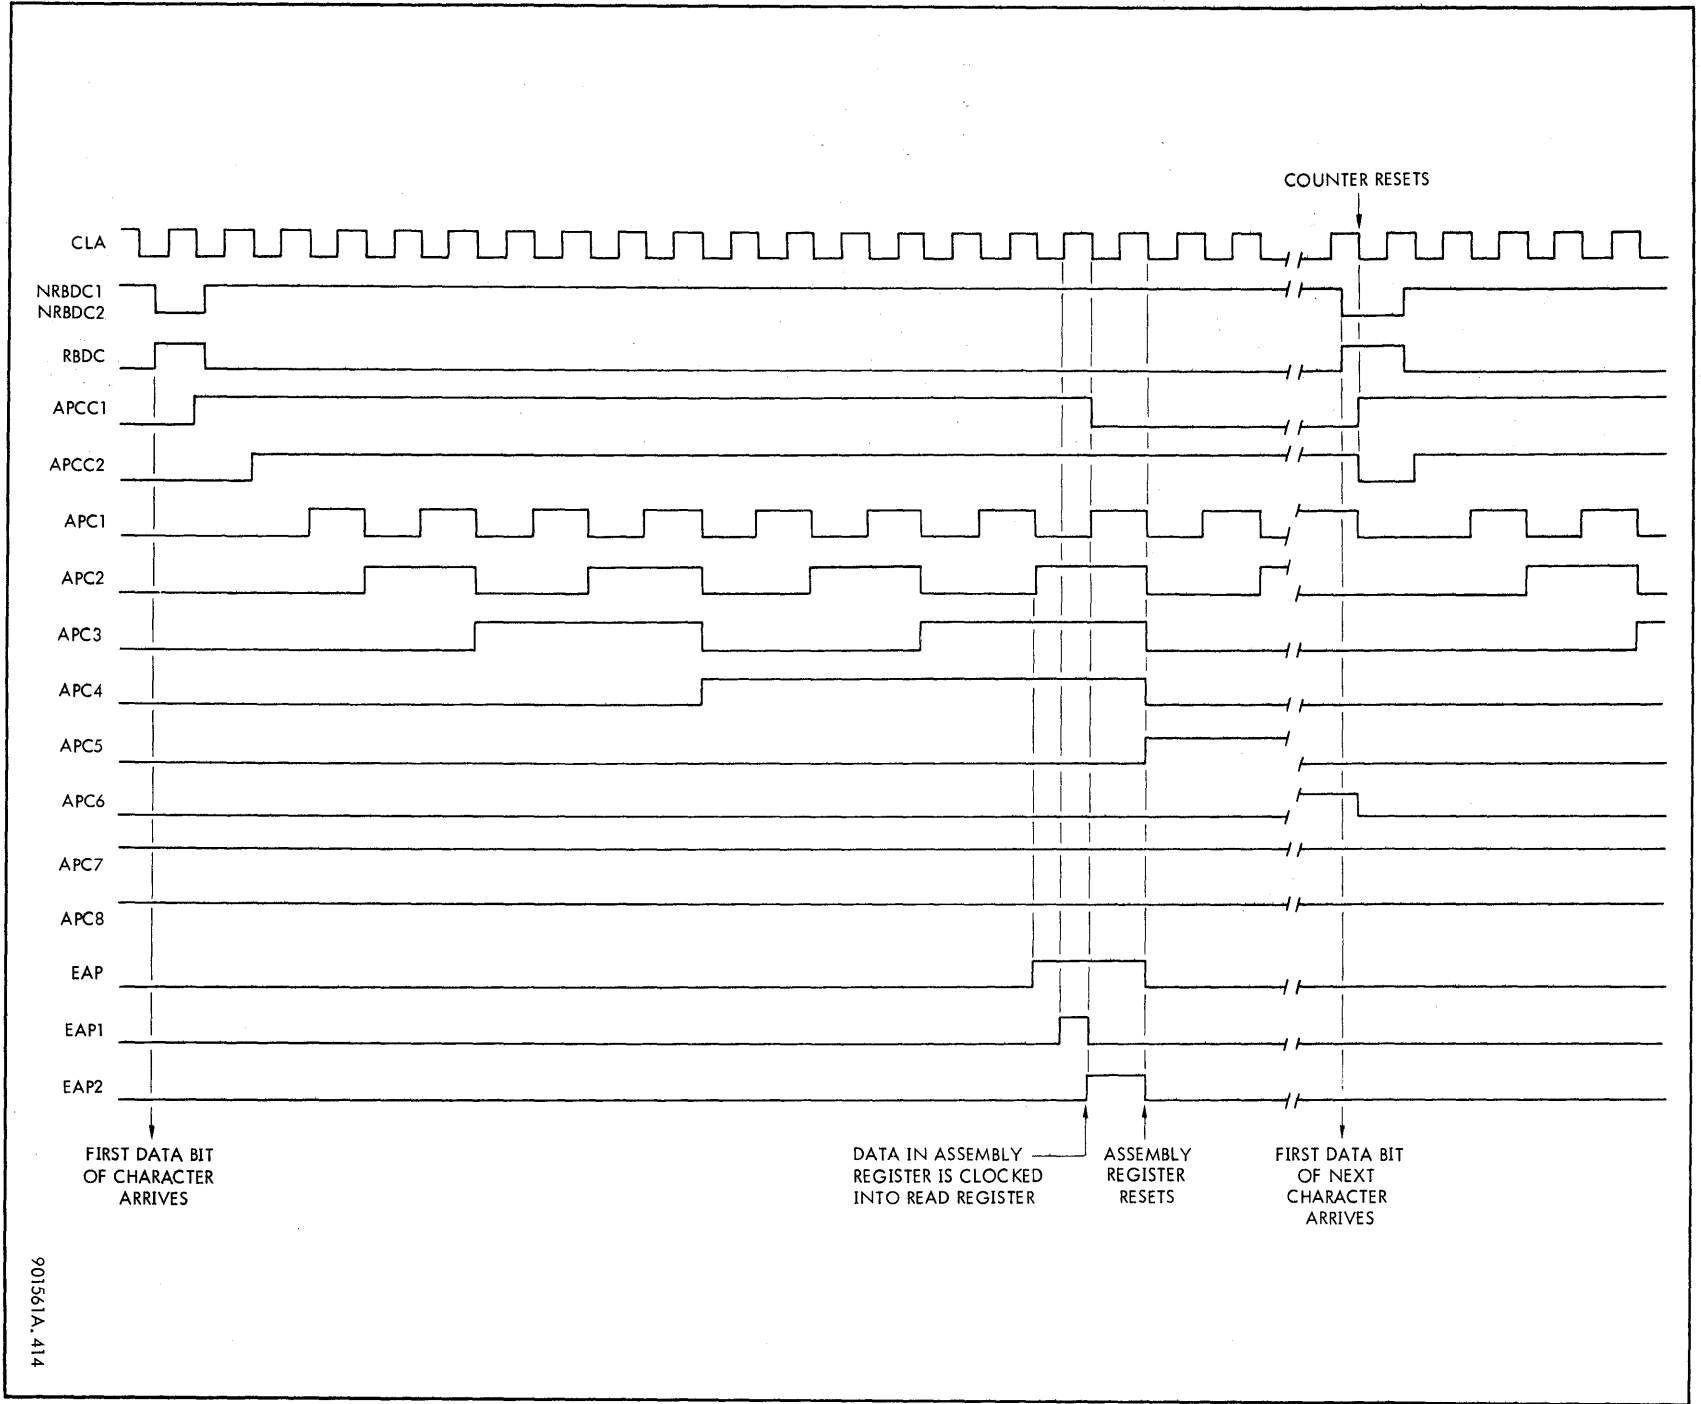 COUNTER RESETS
CLA
NRBDC1
NRBDC2
RBDC
APCC1
APCC2
APC1
APC2
APC3
APC4
APC5
APC6
APC7
APC8
EAP
EAP1
EAP2
FIRST DATA BIT
OF CHARACTER
ARRIVES
DATA IN ASSEMBLY
REGISTER IS CLOCKED
INTO READ REGISTER
ASSEMBLY
REGISTER
RESETS
FIRST DATA BIT
OF NEXT
CHARACTER
ARRIVES
901561A. 414